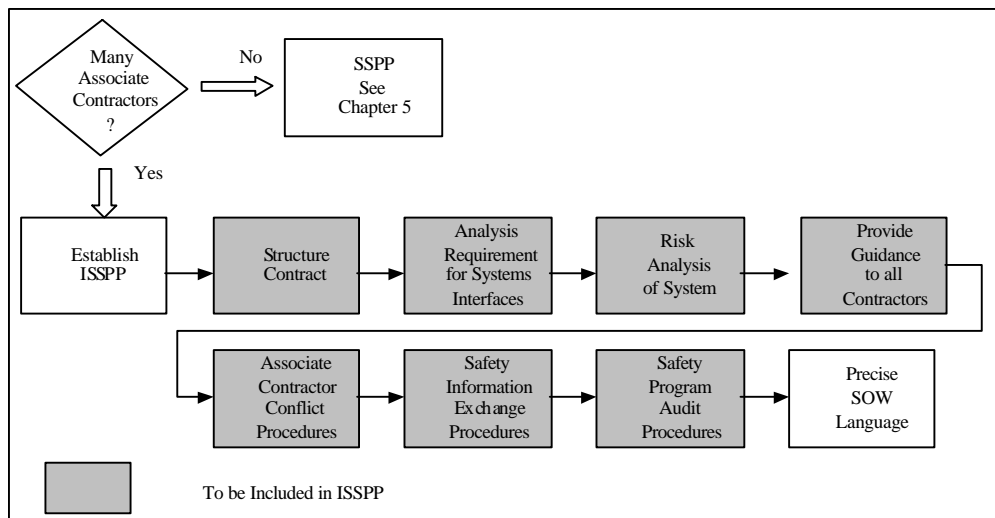 Many
Associate
Contractors
?
No
SSPP
See
Chapter 5
Yes
Establish
ISSPP
Structure
Contract
Analysis
Requirement
for Systems
Interfaces
Risk
Analysis
of System
Provide
Guidance
to all
Contractors
Associate
Contractor
Conflict
Procedures
Safety
Information
Exchange
Procedures
Safety
Program
Audit
Procedures
Precise
SOW
Language
To be Included in ISSPP